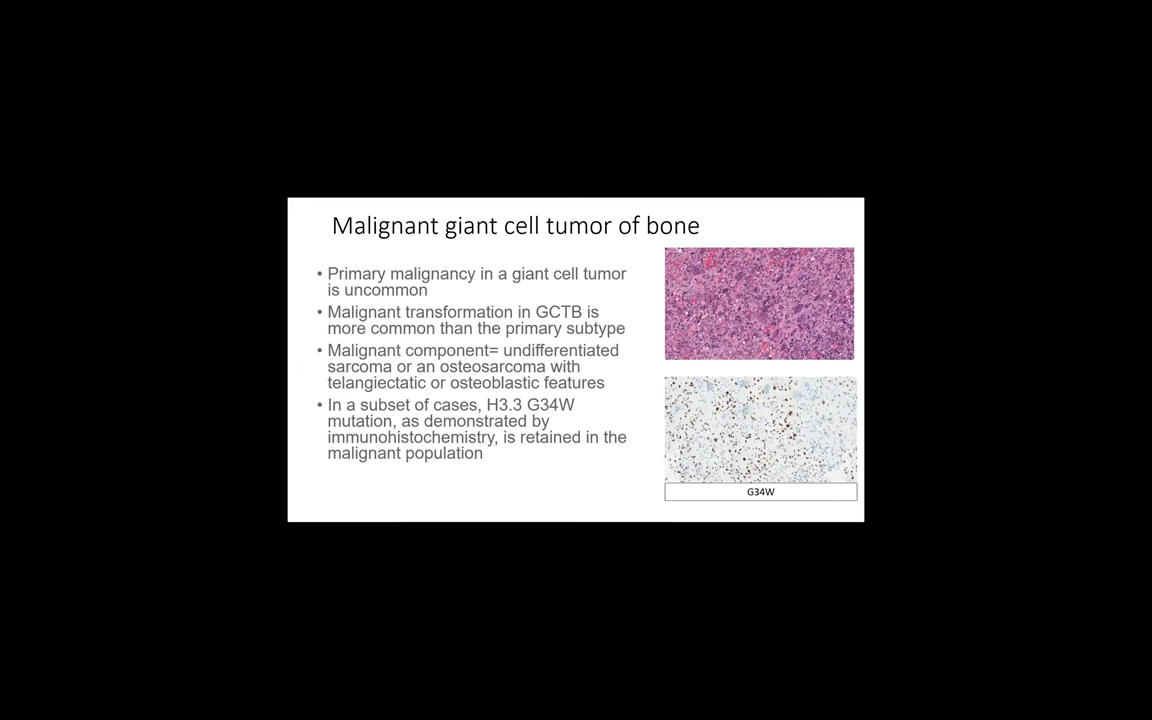 Malignant giant cell tumor of bone
• Primary malignancy in a giant cell tumor
is uncommon
• Malignant transformation in GCTB is
more common than the primary subtype
• Malignant component= undifferentiated
sarcoma or an osteosarcoma with
telangiectatic or osteoblastic features
• In a subset of cases, H3.3 G34W
mutation, as demonstrated by
immunohistochemistry, is retained in the
malignant population
G34W